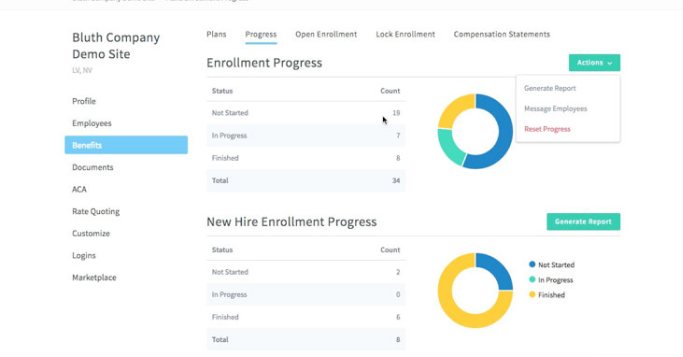 Bluth Company
Demo Site
LV, NV
Profile
Employees
Benefits
Documents
ACA
Rate Quoting
Customize
Logins
Marketplace
Plans Progress Open Enrollment Lock Enrollment Compensation Statements
Enrollment Progress
Actions
Generate Report
Message Employees
Reset Progress
Status Count
Not Started 19
In Progress 7
Finished 8
Total 34
New Hire Enrollment Progress
Generate Report
Status Count
Not Started 2
In Progress 0
Finished 6
Total 8
Not Started
In Progress
Finished